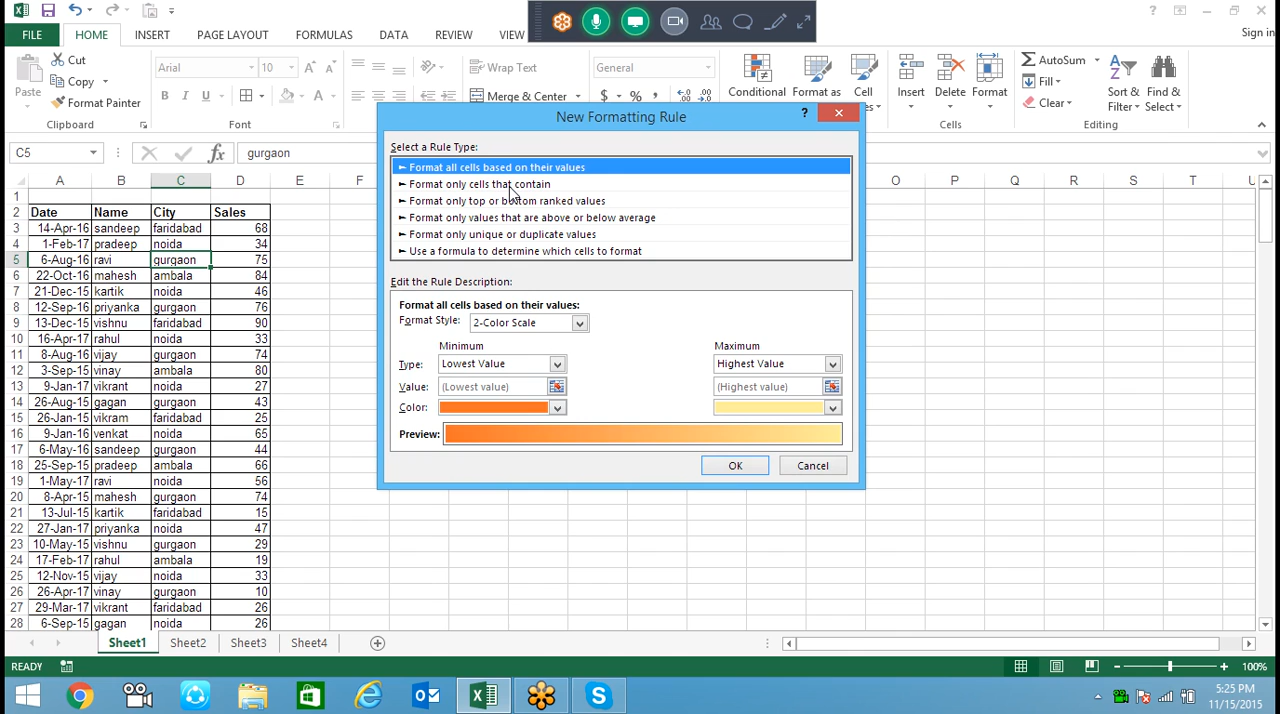 FILE HOME INSERT PAGE LAYOUT FORMULAS DATA REVIEW VIEW Sign in
Cut
Copy
Format Painter
Paste
Clipboard
Arial 10
B I U
Font
Wrap Text
Merge & Center
General
$ % ,
Conditional Format as Cell
Insert Delete Format
Cells
AutoSum
Fill
Clear
Sort & Filter
Find & Select
Editing
C5 fx gurgaon
A B C D E F O P Q R S T U
1
2 Date Name City Sales
3 14-Apr-16 sandeep faridabad 68
4 1-Feb-17 pradeep noida 34
5 6-Aug-16 ravi gurgaon 75
6 22-Oct-16 mahesh ambala 84
7 21-Dec-15 kartik noida 46
8 12-Sep-16 priyanka gurgaon 76
9 13-Dec-15 vishnu faridabad 90
10 16-Apr-17 rahul noida 33
11 8-Aug-16 vijay gurgaon 74
12 3-Sep-15 vinay ambala 80
13 9-Jan-17 vikrant noida 27
14 26-Aug-15 gagan gurgaon 43
15 26-Jan-15 vikram faridabad 25
16 9-Jan-16 venkat noida 65
17 6-May-16 sandeep gurgaon 44
18 25-Sep-15 pradeep ambala 66
19 1-May-17 ravi noida 56
20 8-Apr-15 mahesh gurgaon 74
21 13-Jul-15 kartik faridabad 15
22 27-Jan-17 priyanka noida 47
23 10-May-15 vishnu gurgaon 29
24 17-Feb-17 rahul ambala 19
25 12-Nov-15 vijay noida 33
26 26-Apr-17 vinay gurgaon 10
27 29-Mar-17 vikrant faridabad 26
28 6-Sep-15 gagan noida 26
New Formatting Rule
Select a Rule Type:
Format all cells based on their values
Format only cells that contain
Format only top or bottom ranked values
Format only values that are above or below average
Format only unique or duplicate values
Use a formula to determine which cells to format
Edit the Rule Description:
Format all cells based on their values:
Format Style: 2-Color Scale
Minimum Maximum
Type: Lowest Value Highest Value
Value: (Lowest value) (Highest value)
Color:
Preview:
OK Cancel
Sheet1 Sheet2 Sheet3 Sheet4
READY 100%
5:25 PM
11/15/2015